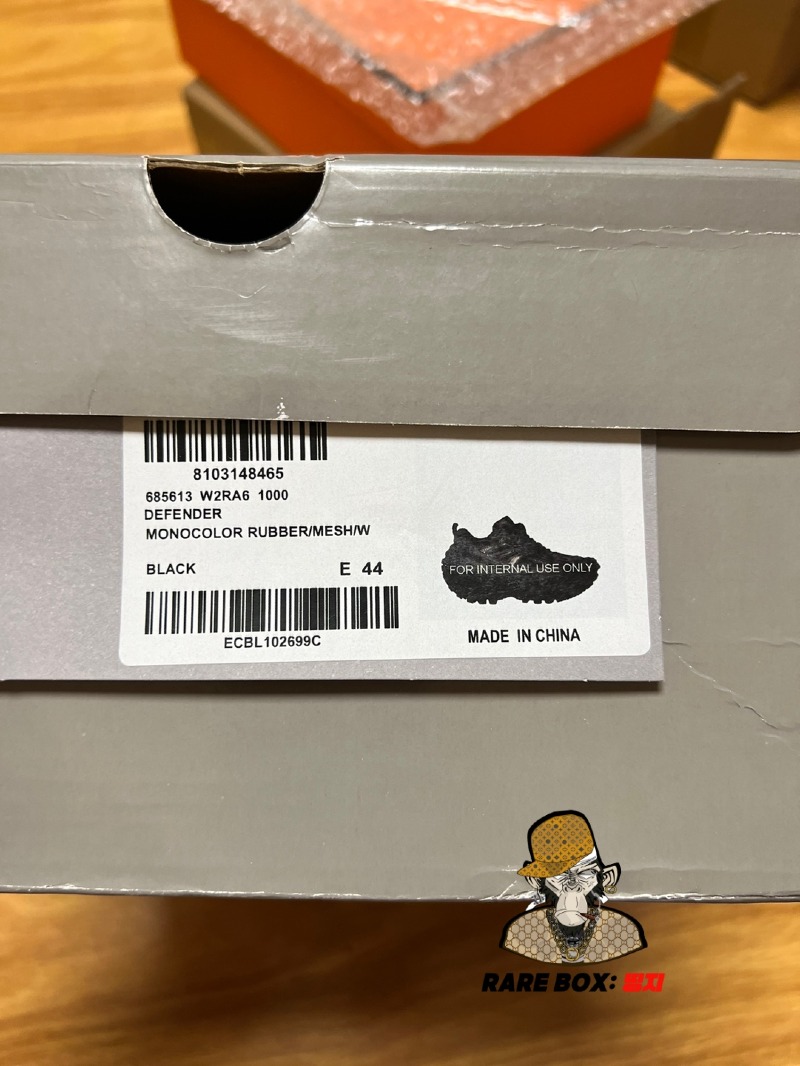 8103148465
685613 W2RA6 1000
DEFENDER
MONOCOLOR RUBBER/MESH/W
BLACK E 44
ECBL102699C
FOR INTERNAL USE ONLY
MADE IN CHINA
RARE BOX: